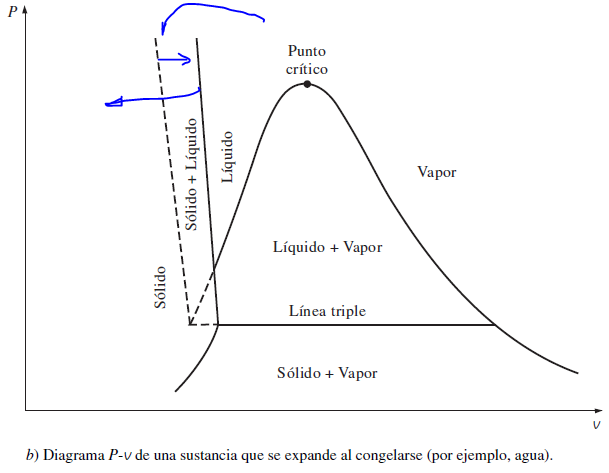 P
Punto
crítico
Sólido + Líquido
Líquido
Vapor
Líquido + Vapor
Sólido
Línea triple
Sólido + Vapor
v
b) Diagrama P-v de una sustancia que se expande al congelarse (por ejemplo, agua).